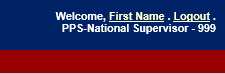 Welcome, First Name . Logout .
PPS-National Supervisor - 999